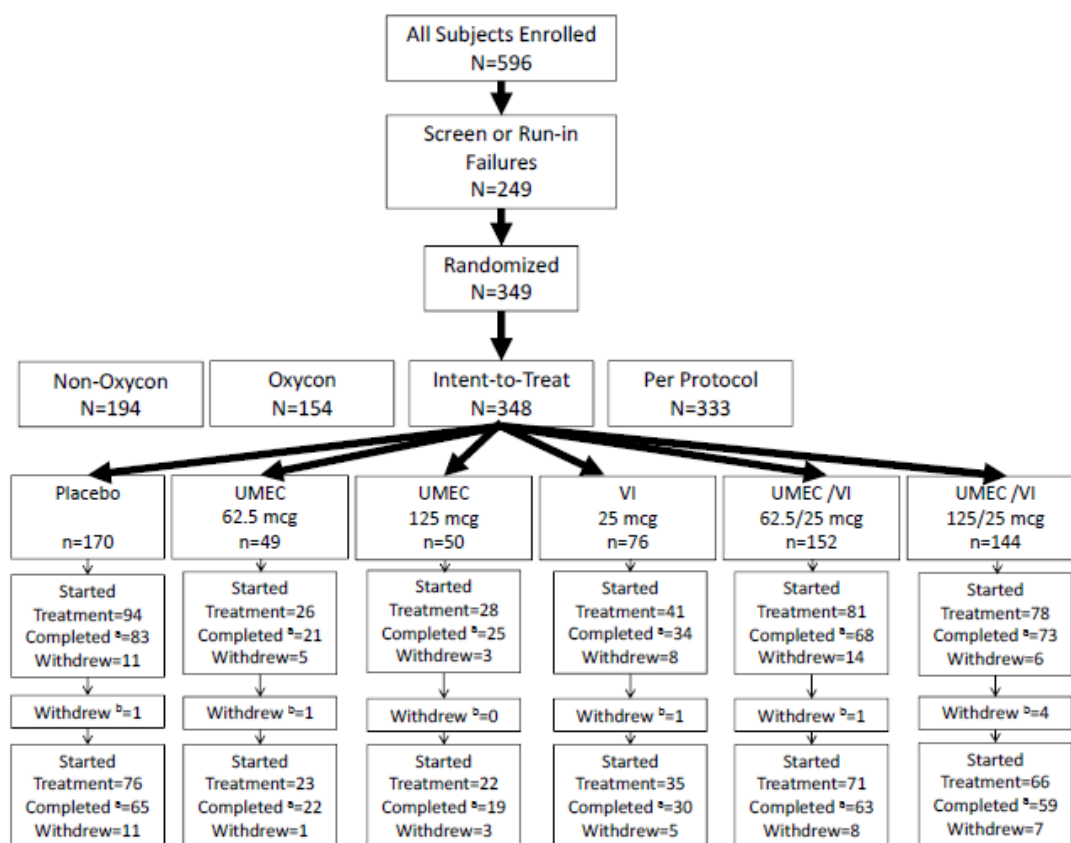 All Subjects Enrolled
N=596
Screen or Run-in
Failures
N=249
Randomized
N=349
Non-Oxycon
N=194
Oxycon
N=154
Intent-to-Treat
N=348
Per Protocol
N=333
Placebo
n=170
UMEC
62.5 mcg
n=49
UMEC
125 mcg
n=50
VI
25 mcg
n=76
UMEC /VI
62.5/25 mcg
n=152
UMEC /VI
125/25 mcg
n=144
Started
Treatment=94
Completed ª=83
Withdrew=11
Started
Treatment=26
Completed ª=21
Withdrew=5
Started
Treatment=28
Completed ª=25
Withdrew=3
Started
Treatment=41
Completed ª=34
Withdrew=8
Started
Treatment=81
Completed ª=68
Withdrew=14
Started
Treatment=78
Completed ª=73
Withdrew=6
Withdrew ᵇ=1
Withdrew ᵇ=1
Withdrew ᵇ=0
Withdrew ᵇ=1
Withdrew ᵇ=1
Withdrew ᵇ=4
Started
Treatment=76
Completed ª=65
Withdrew=11
Started
Treatment=23
Completed ª=22
Withdrew=1
Started
Treatment=22
Completed ª=19
Withdrew=3
Started
Treatment=35
Completed ª=30
Withdrew=5
Started
Treatment=71
Completed ª=63
Withdrew=8
Started
Treatment=66
Completed ª=59
Withdrew=7